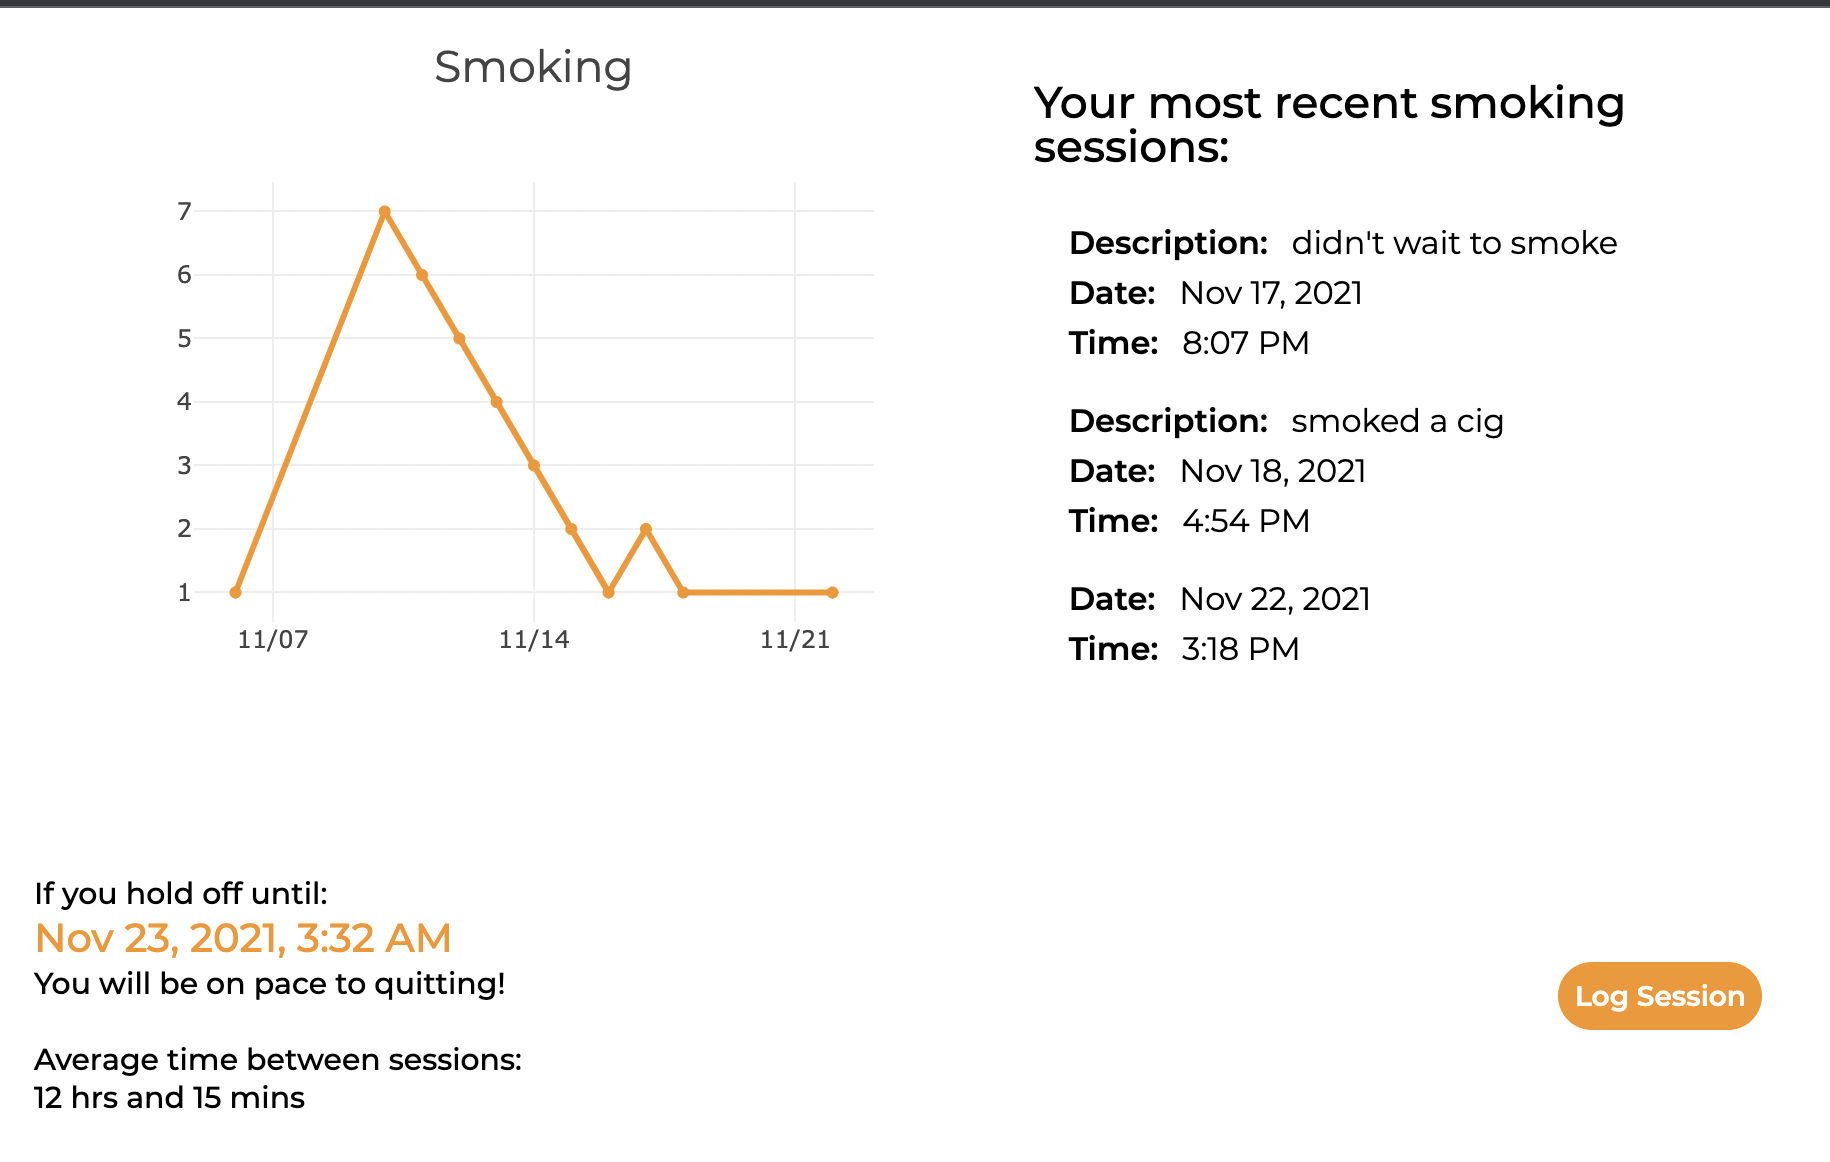 Smoking
7
6
5
4
3
2
1
11/07 11/14 11/21
Your most recent smoking
sessions:
Description: didn't wait to smoke
Date: Nov 17, 2021
Time: 8:07 PM
Description: smoked a cig
Date: Nov 18, 2021
Time: 4:54 PM
Date: Nov 22, 2021
Time: 3:18 PM
If you hold off until:
Nov 23, 2021, 3:32 AM
You will be on pace to quitting!
Average time between sessions:
12 hrs and 15 mins
Log Session